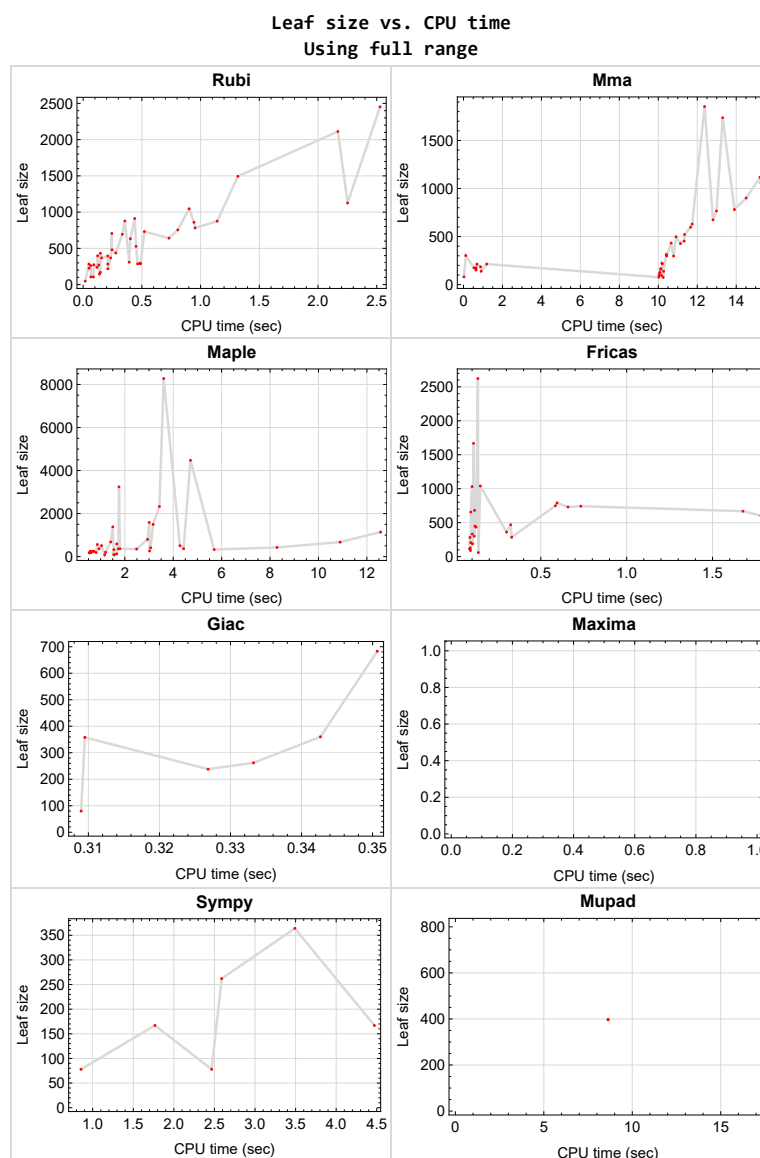 Leaf size vs. CPU time
Using full range
Rubi
Leaf size
2500
2000
1500
1000
500
0
0.0 0.5 1.0 1.5 2.0 2.5
CPU time (sec)
Mma
Leaf size
1500
1000
500
0
0 2 4 6 8 10 12 14
CPU time (sec)
Maple
Leaf size
8000
6000
4000
2000
0
2 4 6 8 10 12
CPU time (sec)
Fricas
Leaf size
2500
2000
1500
1000
500
0
0.5 1.0 1.5
CPU time (sec)
Giac
Leaf size
700
600
500
400
300
200
100
0
0.31 0.32 0.33 0.34 0.35
CPU time (sec)
Maxima
Leaf size
1.0
0.8
0.6
0.4
0.2
0.0
0.0 0.2 0.4 0.6 0.8 1.0
CPU time (sec)
Sympy
Leaf size
350
300
250
200
150
100
50
0
1.0 1.5 2.0 2.5 3.0 3.5 4.0 4.5
CPU time (sec)
Mupad
Leaf size
800
600
400
200
0
0 5 10 15
CPU time (sec)